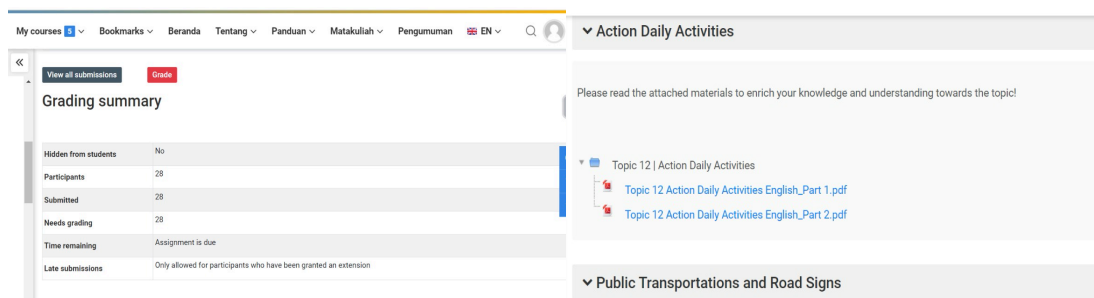 My courses 5 Bookmarks Beranda Tentang Panduan Matakuliah Pengumuman EN
View all submissions Grade
Grading summary
Hidden from students No
Participants 28
Submitted 28
Needs grading 28
Time remaining Assignment is due
Late submissions Only allowed for participants who have been granted an extension
Action Daily Activities
Please read the attached materials to enrich your knowledge and understanding towards the topic!
Topic 12 | Action Daily Activities
Topic 12 Action Daily Activities English_Part 1.pdf
Topic 12 Action Daily Activities English_Part 2.pdf
Public Transportations and Road Signs